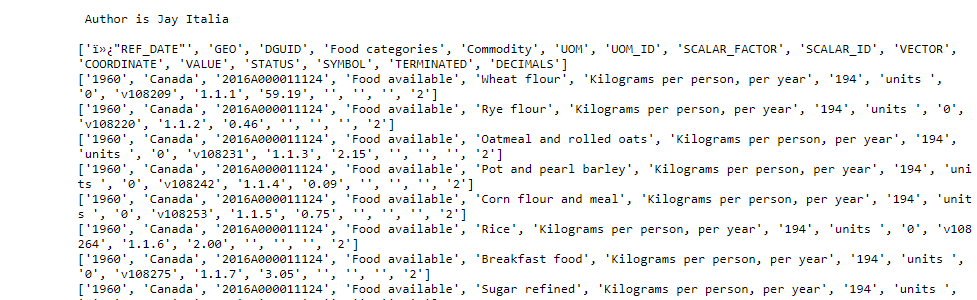 Author is Jay Italia
['ï»¿"REF_DATE"', 'GEO', 'DGUID', 'Food categories', 'Commodity', 'UOM', 'UOM_ID', 'SCALAR_FACTOR', 'SCALAR_ID', 'VECTOR',
'COORDINATE', 'VALUE', 'STATUS', 'SYMBOL', 'TERMINATED', 'DECIMALS']
['1960', 'Canada', '2016A000011124', 'Food available', 'Wheat flour', 'Kilograms per person, per year', '194', 'units ',
'0', 'v108209', '1.1.1', '59.19', '', '', '', '2']
['1960', 'Canada', '2016A000011124', 'Food available', 'Rye flour', 'Kilograms per person, per year', '194', 'units ', '0',
'v108220', '1.1.2', '0.46', '', '', '', '2']
['1960', 'Canada', '2016A000011124', 'Food available', 'Oatmeal and rolled oats', 'Kilograms per person, per year', '194',
'units ', '0', 'v108231', '1.1.3', '2.15', '', '', '', '2']
['1960', 'Canada', '2016A000011124', 'Food available', 'Pot and pearl barley', 'Kilograms per person, per year', '194', 'uni
ts ', '0', 'v108242', '1.1.4', '0.09', '', '', '', '2']
['1960', 'Canada', '2016A000011124', 'Food available', 'Corn flour and meal', 'Kilograms per person, per year', '194', 'unit
s ', '0', 'v108253', '1.1.5', '0.75', '', '', '', '2']
['1960', 'Canada', '2016A000011124', 'Food available', 'Rice', 'Kilograms per person, per year', '194', 'units ', '0', 'v108
264', '1.1.6', '2.00', '', '', '', '2']
['1960', 'Canada', '2016A000011124', 'Food available', 'Breakfast food', 'Kilograms per person, per year', '194', 'units ',
'0', 'v108275', '1.1.7', '3.05', '', '', '', '2']
['1960', 'Canada', '2016A000011124', 'Food available', 'Sugar refined', 'Kilograms per person, per year', '194', 'units ',